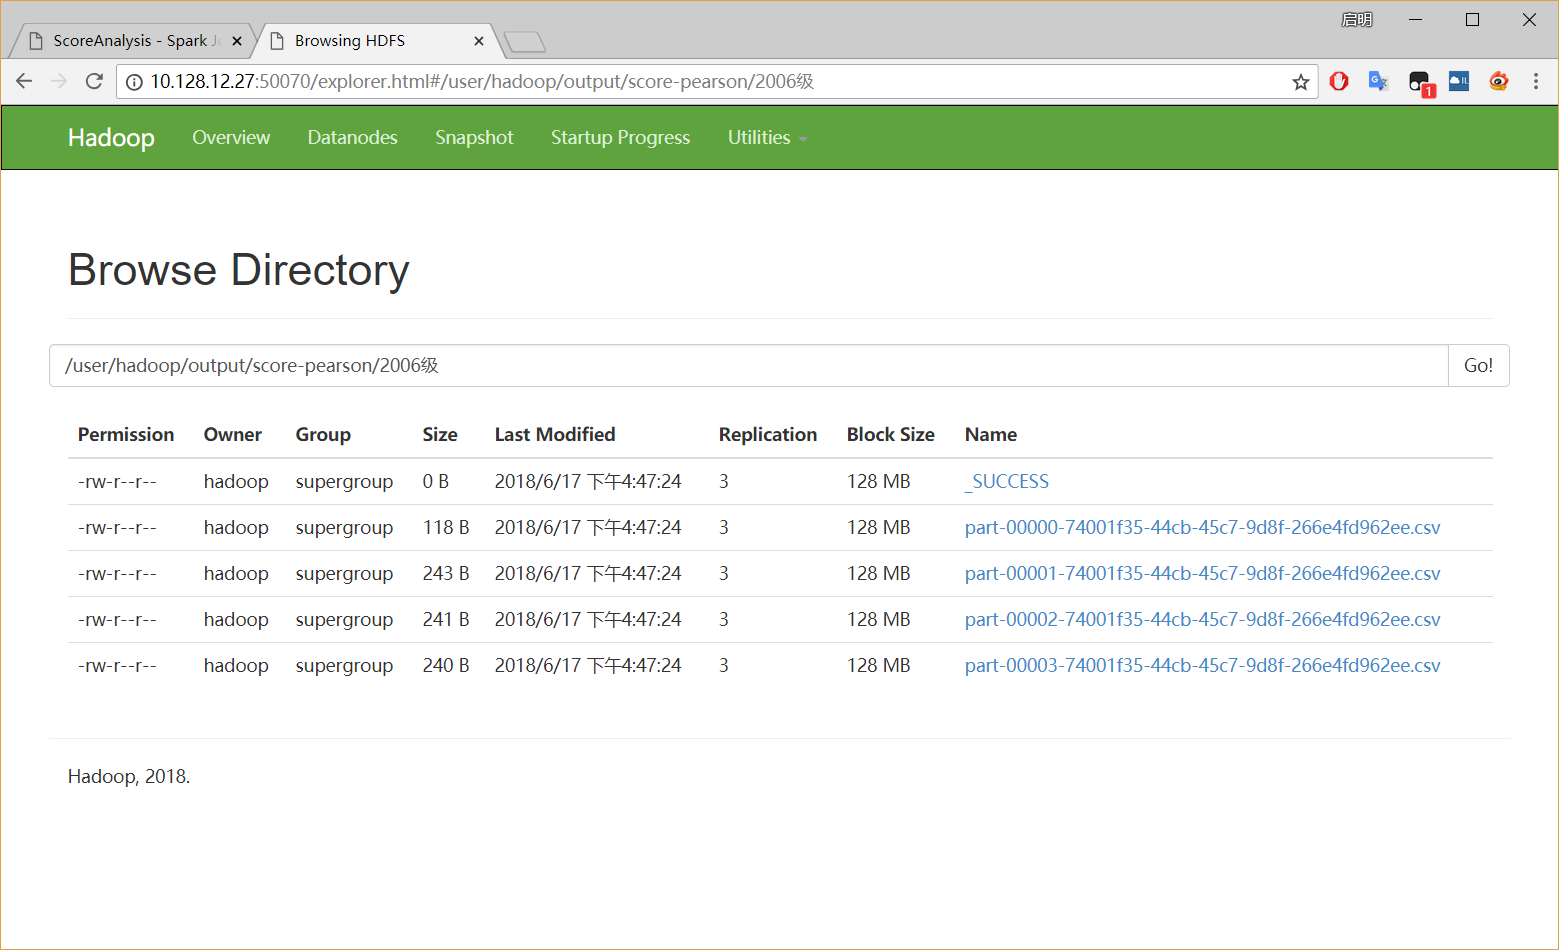 启明
ScoreAnalysis - Spark J
Browsing HDFS
10.128.12.27:50070/explorer.html#/user/hadoop/output/score-pearson/2006级
1
IL
Hadoop Overview Datanodes Snapshot Startup Progress Utilities
Browse Directory
/user/hadoop/output/score-pearson/2006级 Go!
Permission Owner Group Size Last Modified Replication Block Size Name
-rw-r--r-- hadoop supergroup 0 B 2018/6/17 下午4:47:24 3 128 MB _SUCCESS
-rw-r--r-- hadoop supergroup 118 B 2018/6/17 下午4:47:24 3 128 MB part-00000-74001f35-44cb-45c7-9d8f-266e4fd962ee.csv
-rw-r--r-- hadoop supergroup 243 B 2018/6/17 下午4:47:24 3 128 MB part-00001-74001f35-44cb-45c7-9d8f-266e4fd962ee.csv
-rw-r--r-- hadoop supergroup 241 B 2018/6/17 下午4:47:24 3 128 MB part-00002-74001f35-44cb-45c7-9d8f-266e4fd962ee.csv
-rw-r--r-- hadoop supergroup 240 B 2018/6/17 下午4:47:24 3 128 MB part-00003-74001f35-44cb-45c7-9d8f-266e4fd962ee.csv
Hadoop, 2018.